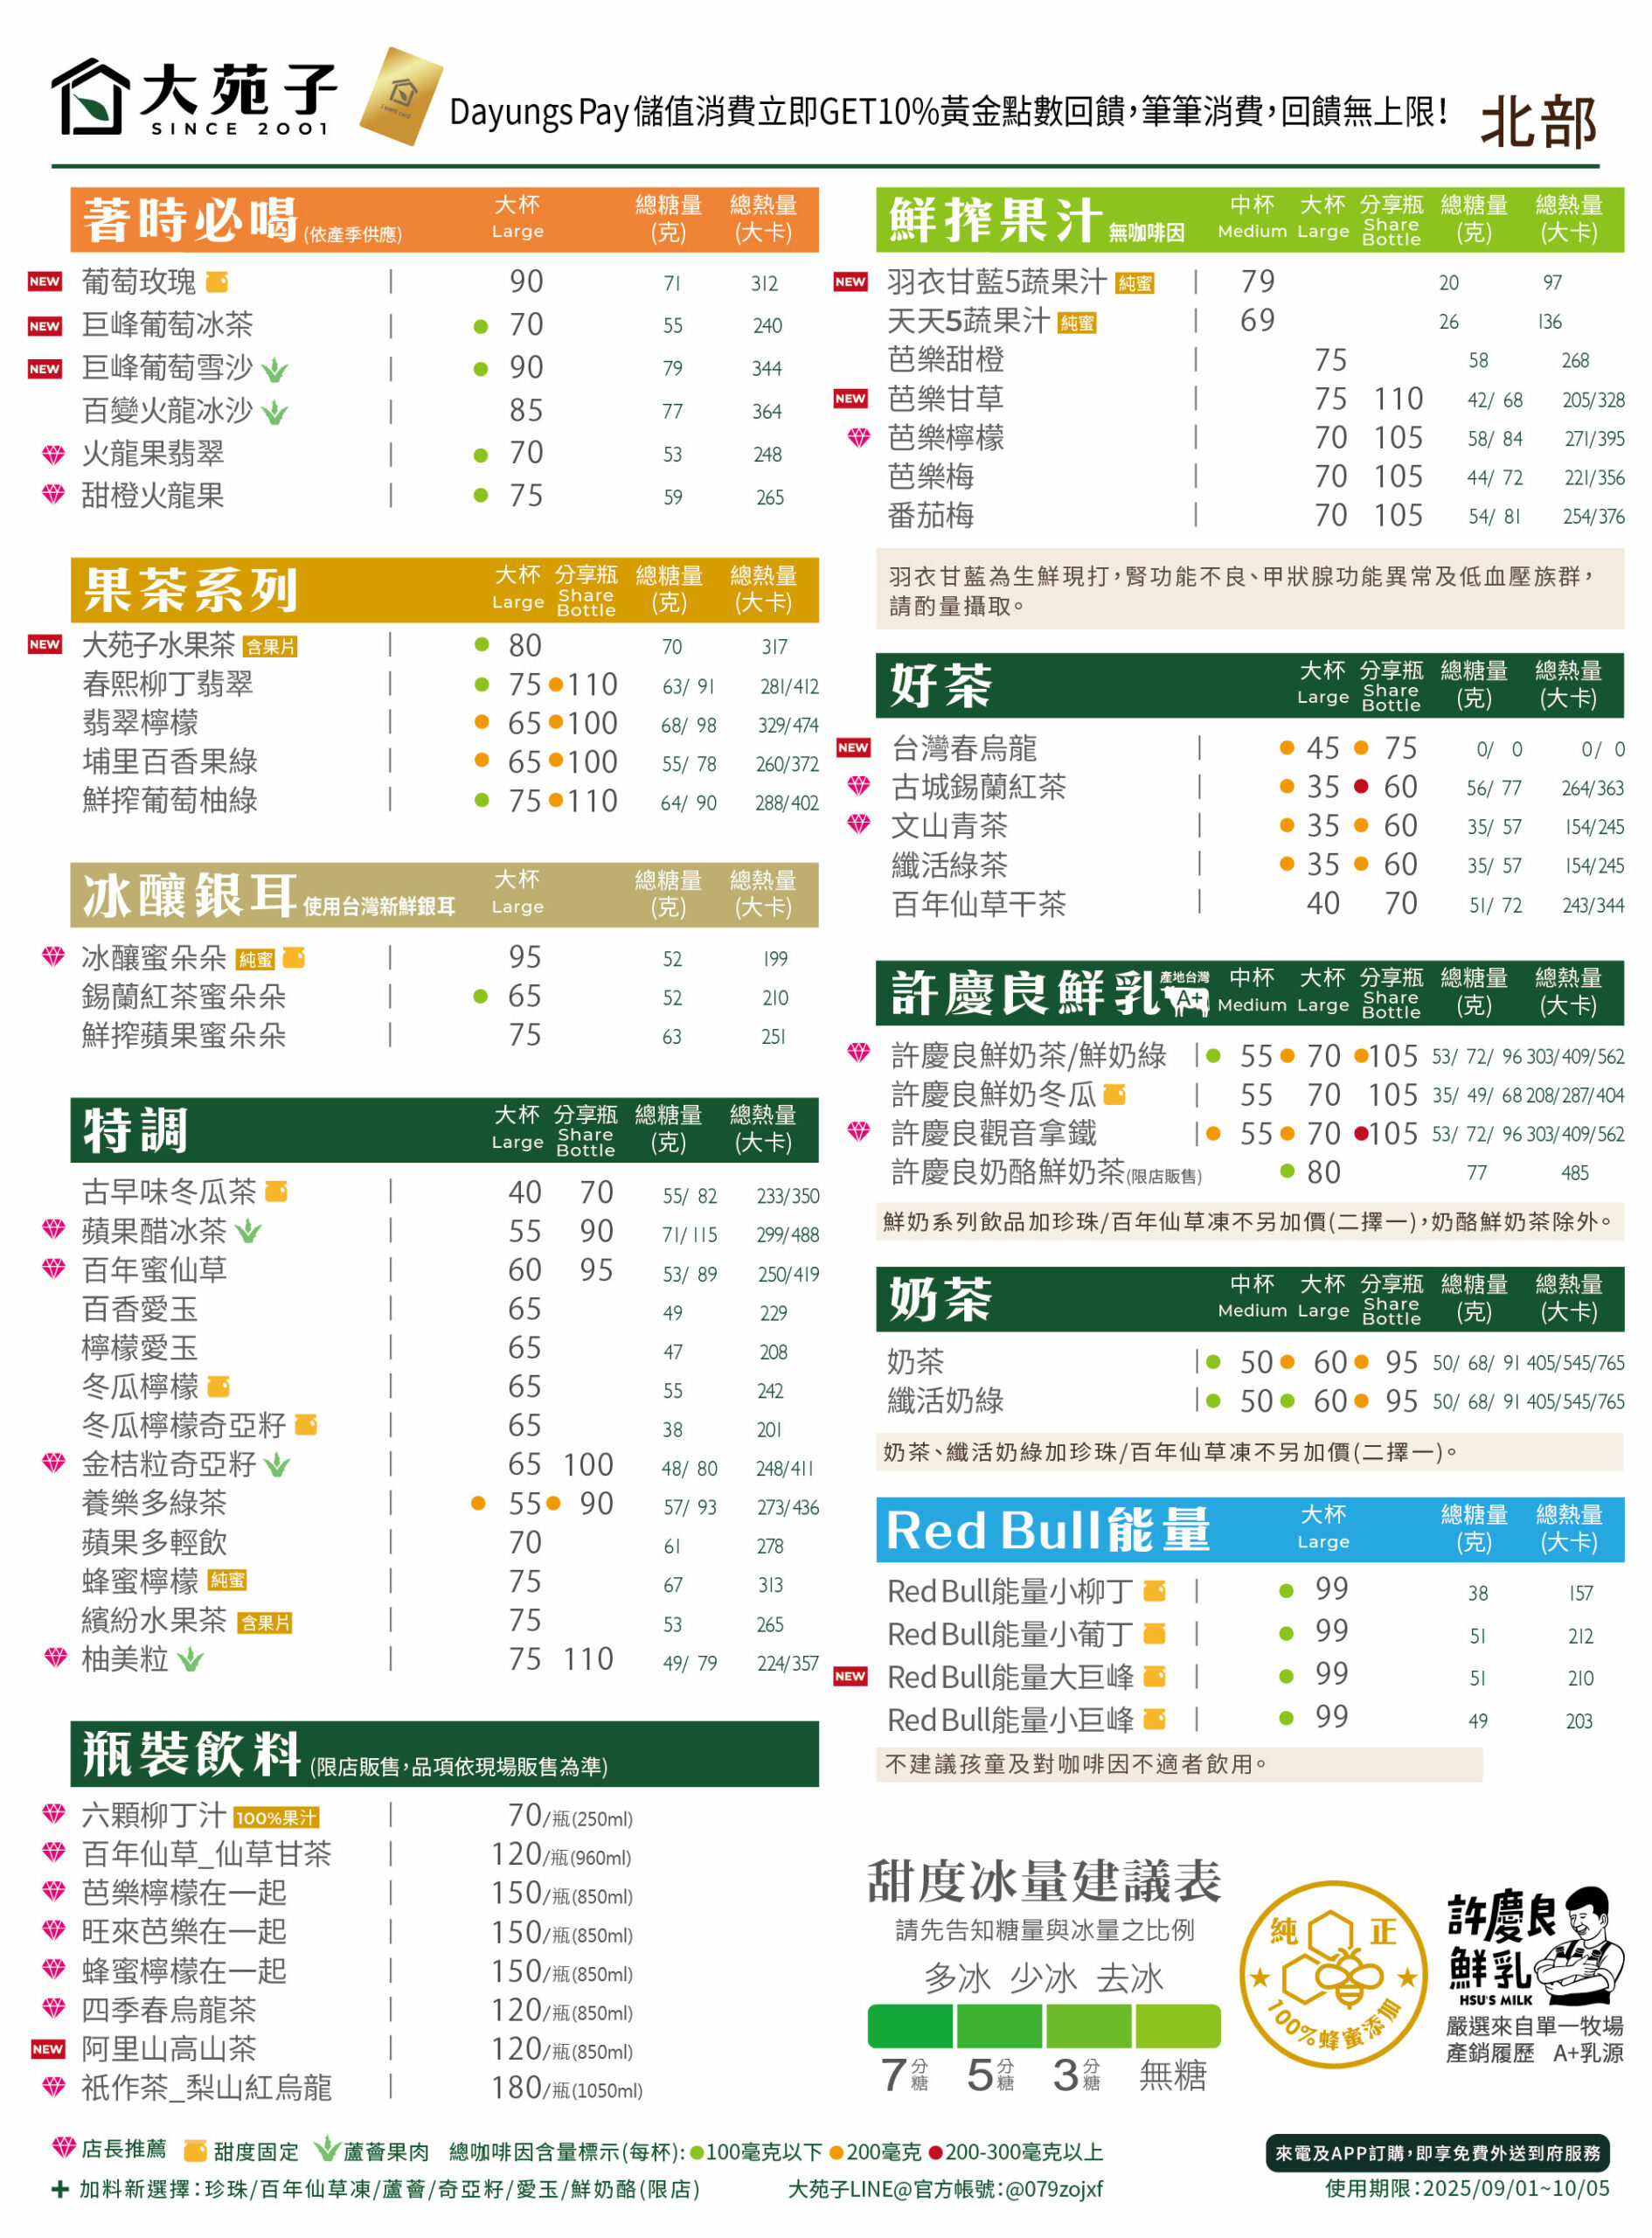 大苑子
SINCE 2001
Dayungs Pay儲值消費立即GET10%黃金點數回饋,筆筆消費,回饋無上限!
北部
著時必喝(依產季供應) 大杯 Large 總糖量(克) 總熱量(大卡)
NEW 葡萄玫瑰 | 90 71 312
NEW 巨峰葡萄冰茶 | 70 55 240
NEW 巨峰葡萄雪沙 | 90 79 344
百變火龍冰沙 | 85 77 364
火龍果翡翠 | 70 53 248
甜橙火龍果 | 75 59 265
果茶系列 大杯 Large 分享瓶 Share Bottle 總糖量(克) 總熱量(大卡)
NEW 大苑子水果茶 含果片 | 80 70 317
春熙柳丁翡翠 | 75 110 63/ 91 281/412
翡翠檸檬 | 65 100 68/ 98 329/474
埔里百香果綠 | 65 100 55/ 78 260/372
鮮搾葡萄柚綠 | 75 110 64/ 90 288/402
冰釀銀耳 使用台灣新鮮銀耳 大杯 Large 總糖量(克) 總熱量(大卡)
冰釀蜜朵朵 純蜜 | 95 52 199
錫蘭紅茶蜜朵朵 | 65 52 210
鮮搾蘋果蜜朵朵 | 75 63 251
特調 大杯 Large 分享瓶 Share Bottle 總糖量(克) 總熱量(大卡)
古早味冬瓜茶 | 40 70 55/ 82 233/350
蘋果醋冰茶 | 55 90 71/115 299/488
百年蜜仙草 | 60 95 53/ 89 250/419
百香愛玉 | 65 49 229
檸檬愛玉 | 65 47 208
冬瓜檸檬 | 65 55 242
冬瓜檸檬奇亞籽 | 65 38 201
金桔粒奇亞籽 | 65 100 48/ 80 248/411
養樂多綠茶 | 55 90 57/ 93 273/436
蘋果多輕飲 | 70 61 278
蜂蜜檸檬 純蜜 | 75 67 313
繽紛水果茶 含果片 | 75 53 265
柚美粒 | 75 110 49/ 79 224/357
瓶裝飲料(限店販售,品項依現場販售為準)
六顆柳丁汁 100%果汁 | 70/瓶(250ml)
百年仙草_仙草甘茶 | 120/瓶(960ml)
芭樂檸檬在一起 | 150/瓶(850ml)
旺來芭樂在一起 | 150/瓶(850ml)
蜂蜜檸檬在一起 | 150/瓶(850ml)
四季春烏龍茶 | 120/瓶(850ml)
NEW 阿里山高山茶 | 120/瓶(850ml)
祇作茶_梨山紅烏龍 | 180/瓶(1050ml)
鮮搾果汁 無咖啡因 中杯 Medium 大杯 Large 分享瓶 Share Bottle 總糖量(克) 總熱量(大卡)
NEW 羽衣甘藍5蔬果汁 純蜜 | 79 20 97
天天5蔬果汁 純蜜 | 69 26 136
芭樂甜橙 | 75 58 268
NEW 芭樂甘草 | 75 110 42/ 68 205/328
芭樂檸檬 | 70 105 58/ 84 271/395
芭樂梅 | 70 105 44/ 72 221/356
番茄梅 | 70 105 54/ 81 254/376
羽衣甘藍為生鮮現打,腎功能不良、甲狀腺功能異常及低血壓族群,
請酌量攝取。
好茶 大杯 Large 分享瓶 Share Bottle 總糖量(克) 總熱量(大卡)
NEW 台灣春烏龍 | 45 75 0/ 0 0/ 0
古城錫蘭紅茶 | 35 60 56/ 77 264/363
文山青茶 | 35 60 35/ 57 154/245
纖活綠茶 | 35 60 35/ 57 154/245
百年仙草干茶 | 40 70 51/ 72 243/344
許慶良鮮乳 產地台灣 A+ 中杯 Medium 大杯 Large 分享瓶 Share Bottle 總糖量(克) 總熱量(大卡)
許慶良鮮奶茶/鮮奶綠 | 55 70 105 53/ 72/ 96 303/409/562
許慶良鮮奶冬瓜 | 55 70 105 35/ 49/ 68 208/287/404
許慶良觀音拿鐵 | 55 70 105 53/ 72/ 96 303/409/562
許慶良奶酪鮮奶茶(限店販售) 80 77 485
鮮奶系列飲品加珍珠/百年仙草凍不另加價(二擇一),奶酪鮮奶茶除外。
奶茶 中杯 Medium 大杯 Large 分享瓶 Share Bottle 總糖量(克) 總熱量(大卡)
奶茶 | 50 60 95 50/ 68/ 91 405/545/765
纖活奶綠 | 50 60 95 50/ 68/ 91 405/545/765
奶茶、纖活奶綠加珍珠/百年仙草凍不另加價(二擇一)。
Red Bull能量 大杯 Large 總糖量(克) 總熱量(大卡)
Red Bull能量小柳丁 | 99 38 157
Red Bull能量小葡丁 | 99 51 212
NEW Red Bull能量大巨峰 | 99 51 210
Red Bull能量小巨峰 | 99 49 203
不建議孩童及對咖啡因不適者飲用。
甜度冰量建議表
請先告知糖量與冰量之比例
多冰 少冰 去冰
7分糖 5分糖 3分糖 無糖
純正
100%蜂蜜添加
許慶良
鮮乳
HSU'S MILK
嚴選來自單一牧場
產銷履歷 A+乳源
店長推薦 甜度固定 蘆薈果肉 總咖啡因含量標示(每杯):100毫克以下 200毫克 200-300毫克以上
來電及APP訂購,即享免費外送到府服務
+ 加料新選擇:珍珠/百年仙草凍/蘆薈/奇亞籽/愛玉/鮮奶酪(限店) 大苑子LINE@官方帳號:@079zojxf
使用期限:2025/09/01~10/05